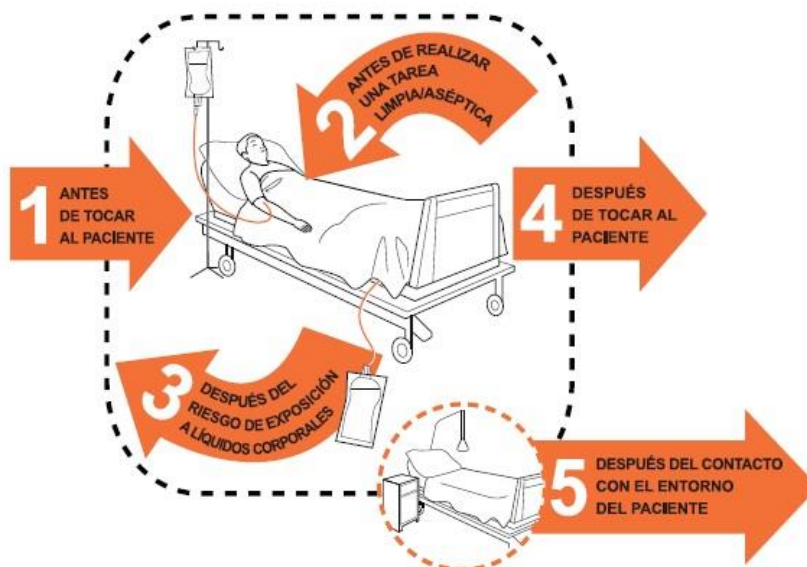 1 ANTES
DE TOCAR
AL PACIENTE
2 ANTES DE REALIZAR
UNA TAREA
LIMPIA/ASÉPTICA
3 DESPUÉS DEL
RIESGO DE EXPOSICIÓN
A LÍQUIDOS CORPORALES
4 DESPUÉS
DE TOCAR AL
PACIENTE
5 DESPUÉS DEL CONTACTO
CON EL ENTORNO
DEL PACIENTE